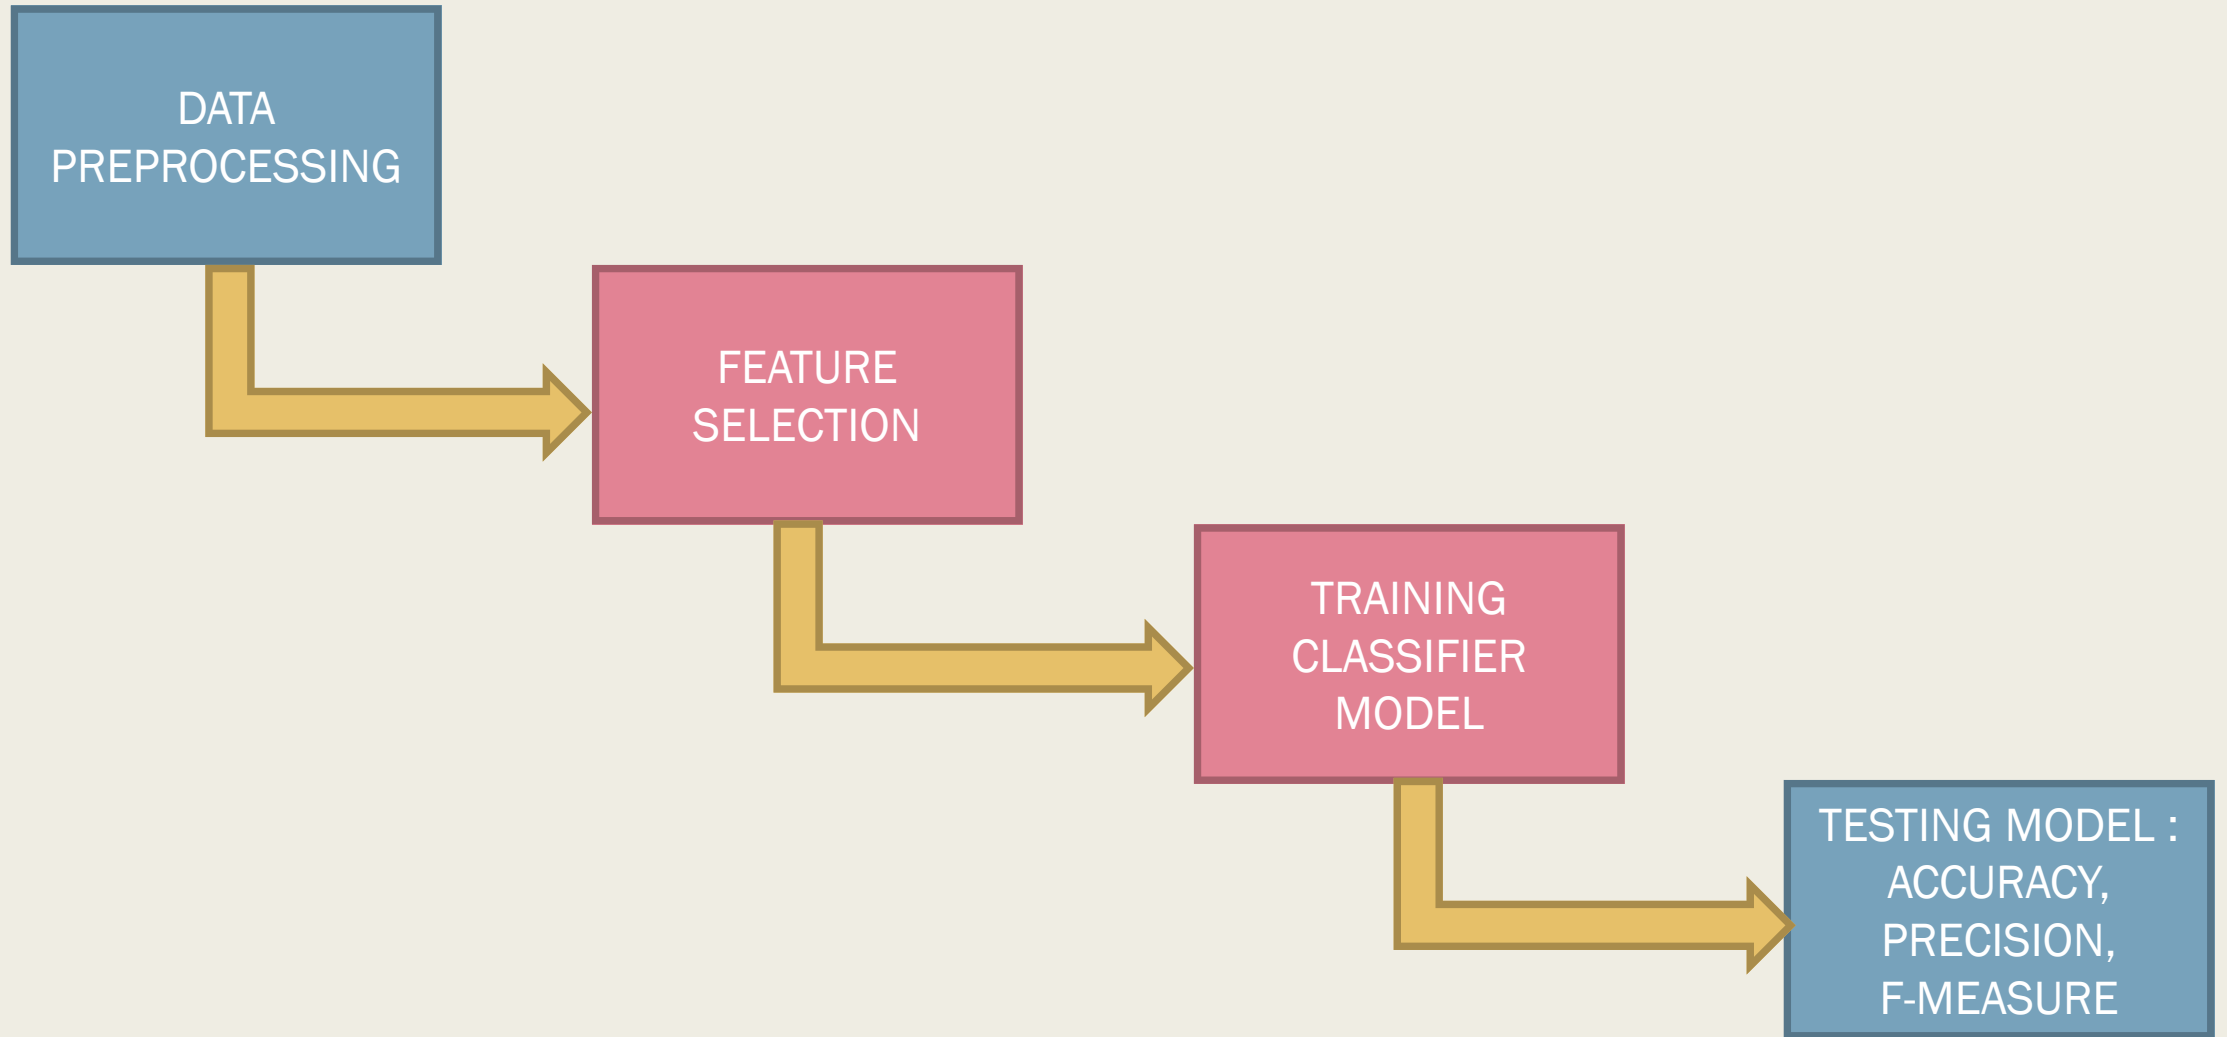 DATA
PREPROCESSING
FEATURE
SELECTION
TRAINING
CLASSIFIER
MODEL
TESTING MODEL :
ACCURACY,
PRECISION,
F-MEASURE